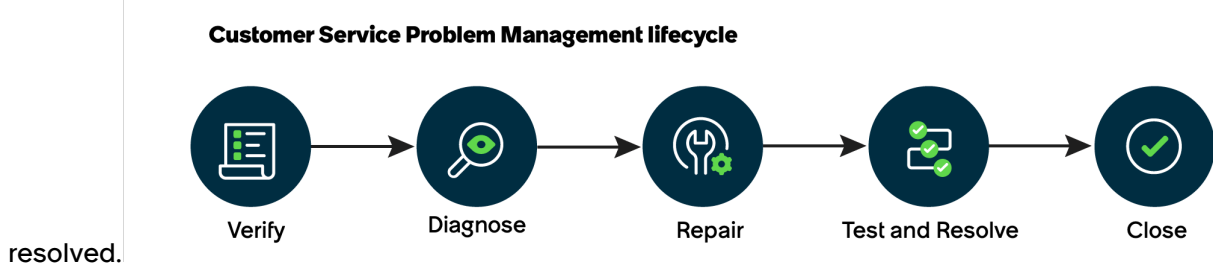 Customer Service Problem Management lifecycle
Verify
Diagnose
Repair
Test and Resolve
Close
resolved.